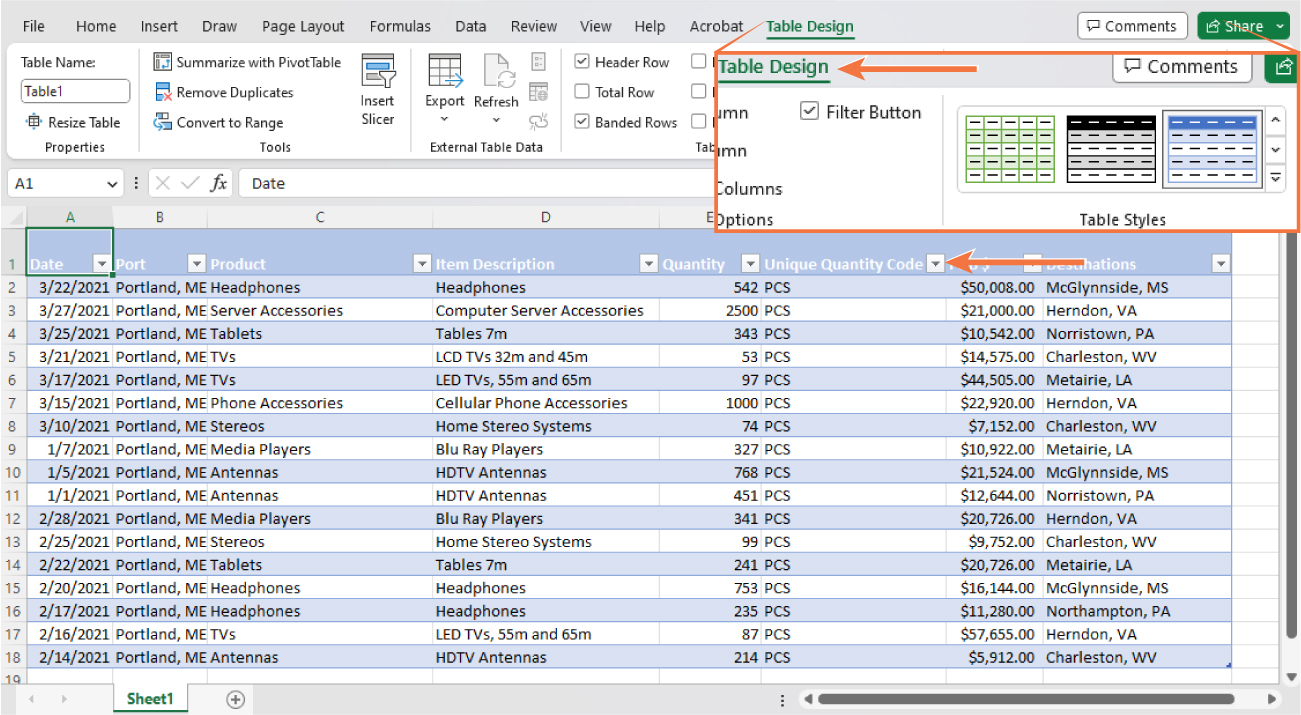 File Home Insert Draw Page Layout Formulas Data Review View Help Acrobat Table Design Comments Share
Table Name:
Table1
Resize Table
Properties
Summarize with PivotTable
Remove Duplicates
Convert to Range
Tools
Insert
Slicer
Export Refresh
External Table Data
Header Row
Total Row
Banded Rows
Table Design Comments
Filter Button
Columns
Options
Table Styles
A1 fx Date
A B C D E
1 Date Port Product Item Description Quantity Unique Quantity Code Destinations
2 3/22/2021 Portland, ME Headphones Headphones 542 PCS $50,008.00 McGlynnside, MS
3 3/27/2021 Portland, ME Server Accessories Computer Server Accessories 2500 PCS $21,000.00 Herndon, VA
4 3/25/2021 Portland, ME Tablets Tables 7m 343 PCS $10,542.00 Norristown, PA
5 3/21/2021 Portland, ME TVs LCD TVs 32m and 45m 53 PCS $14,575.00 Charleston, WV
6 3/17/2021 Portland, ME TVs LED TVs, 55m and 65m 97 PCS $44,505.00 Metairie, LA
7 3/15/2021 Portland, ME Phone Accessories Cellular Phone Accessories 1000 PCS $22,920.00 Herndon, VA
8 3/10/2021 Portland, ME Stereos Home Stereo Systems 74 PCS $7,152.00 Charleston, WV
9 1/7/2021 Portland, ME Media Players Blu Ray Players 327 PCS $10,922.00 Metairie, LA
10 1/5/2021 Portland, ME Antennas HDTV Antennas 768 PCS $21,524.00 McGlynnside, MS
11 1/1/2021 Portland, ME Antennas HDTV Antennas 451 PCS $12,644.00 Norristown, PA
12 2/28/2021 Portland, ME Media Players Blu Ray Players 341 PCS $20,726.00 Herndon, VA
13 2/25/2021 Portland, ME Stereos Home Stereo Systems 99 PCS $9,752.00 Charleston, WV
14 2/22/2021 Portland, ME Tablets Tables 7m 241 PCS $20,726.00 Metairie, LA
15 2/20/2021 Portland, ME Headphones Headphones 753 PCS $16,144.00 McGlynnside, MS
16 2/17/2021 Portland, ME Headphones Headphones 235 PCS $11,280.00 Northampton, PA
17 2/16/2021 Portland, ME TVs LED TVs, 55m and 65m 87 PCS $57,655.00 Herndon, VA
18 2/14/2021 Portland, ME Antennas HDTV Antennas 214 PCS $5,912.00 Charleston, WV
19
Sheet1